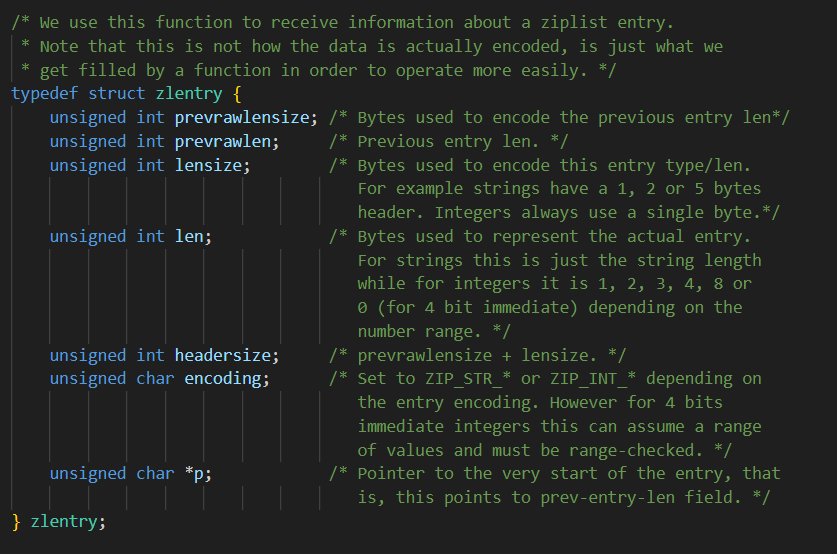 /* We use this function to receive information about a ziplist entry.
 * Note that this is not how the data is actually encoded, is just what we
 * get filled by a function in order to operate more easily. */
typedef struct zlentry {
    unsigned int prevrawlensize; /* Bytes used to encode the previous entry len*/
    unsigned int prevrawlen;     /* Previous entry len. */
    unsigned int lensize;        /* Bytes used to encode this entry type/len.
                                    For example strings have a 1, 2 or 5 bytes
                                    header. Integers always use a single byte.*/
    unsigned int len;            /* Bytes used to represent the actual entry.
                                    For strings this is just the string length
                                    while for integers it is 1, 2, 3, 4, 8 or
                                    0 (for 4 bit immediate) depending on the
                                    number range. */
    unsigned int headersize;     /* prevrawlensize + lensize. */
    unsigned char encoding;      /* Set to ZIP_STR_* or ZIP_INT_* depending on
                                    the entry encoding. However for 4 bits
                                    immediate integers this can assume a range
                                    of values and must be range-checked. */
    unsigned char *p;            /* Pointer to the very start of the entry, that
                                    is, this points to prev-entry-len field. */
} zlentry;